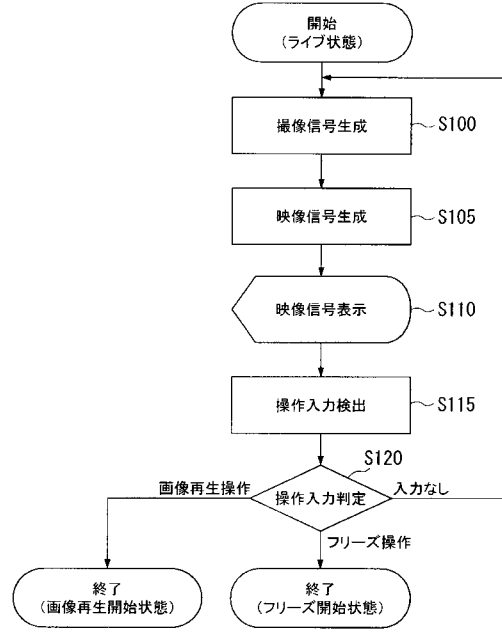 開始
(ライブ状態)
撮像信号生成
S100
映像信号生成
S105
映像信号表示
S110
操作入力検出
S115
S120
画像再生操作
操作入力判定
入力なし
フリーズ操作
終了
(画像再生開始状態)
終了
(フリーズ開始状態)